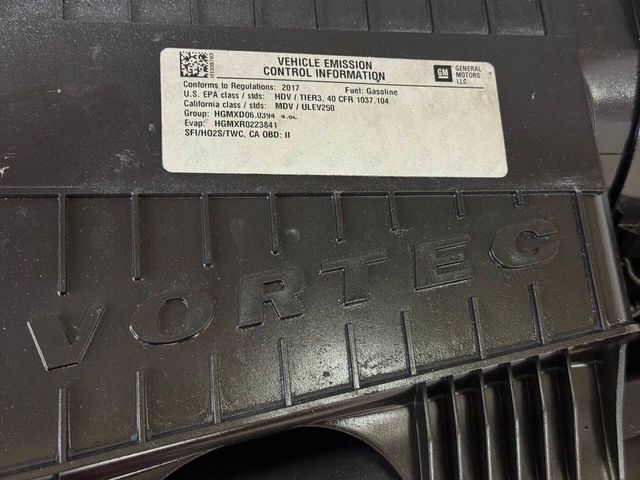 VEHICLE EMISSION
CONTROL INFORMATION
GM GENERAL
MOTORS
LLC
Conforms to Regulations: 2017 Fuel: Gasoline
U.S. EPA class / stds: HDV / TIER3, 40 CFR 1037.104
California class / stds: MDV / ULEV250
Group: HGMXD06.0394
Evap: HGMXR0223841
SFI/HO2S/TWC, CA OBD: II
VORTEC